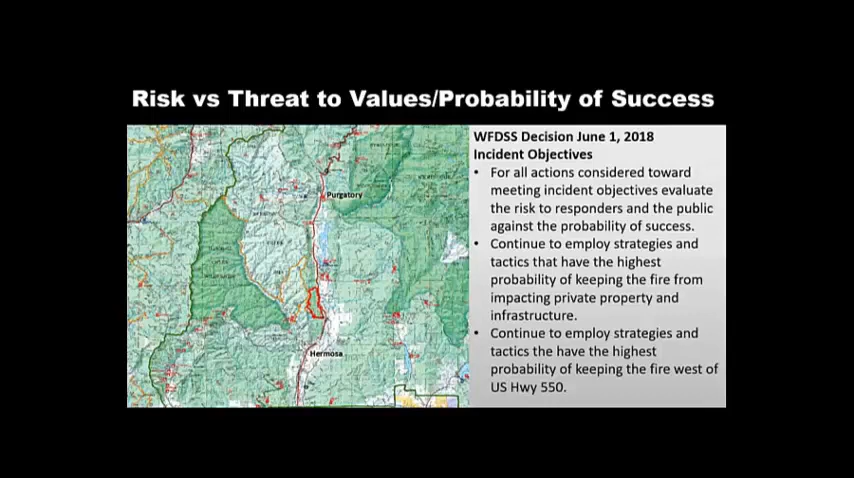 Risk vs Threat to Values/Probability of Success
WFDSS Decision June 1, 2018
Incident Objectives
• For all actions considered toward
meeting incident objectives evaluate
the risk to responders and the public
against the probability of success.
• Continue to employ strategies and
tactics that have the highest
probability of keeping the fire from
impacting private property and
infrastructure.
• Continue to employ strategies and
tactics the have the highest
probability of keeping the fire west of
US Hwy 550.
Purgatory
Hermosa